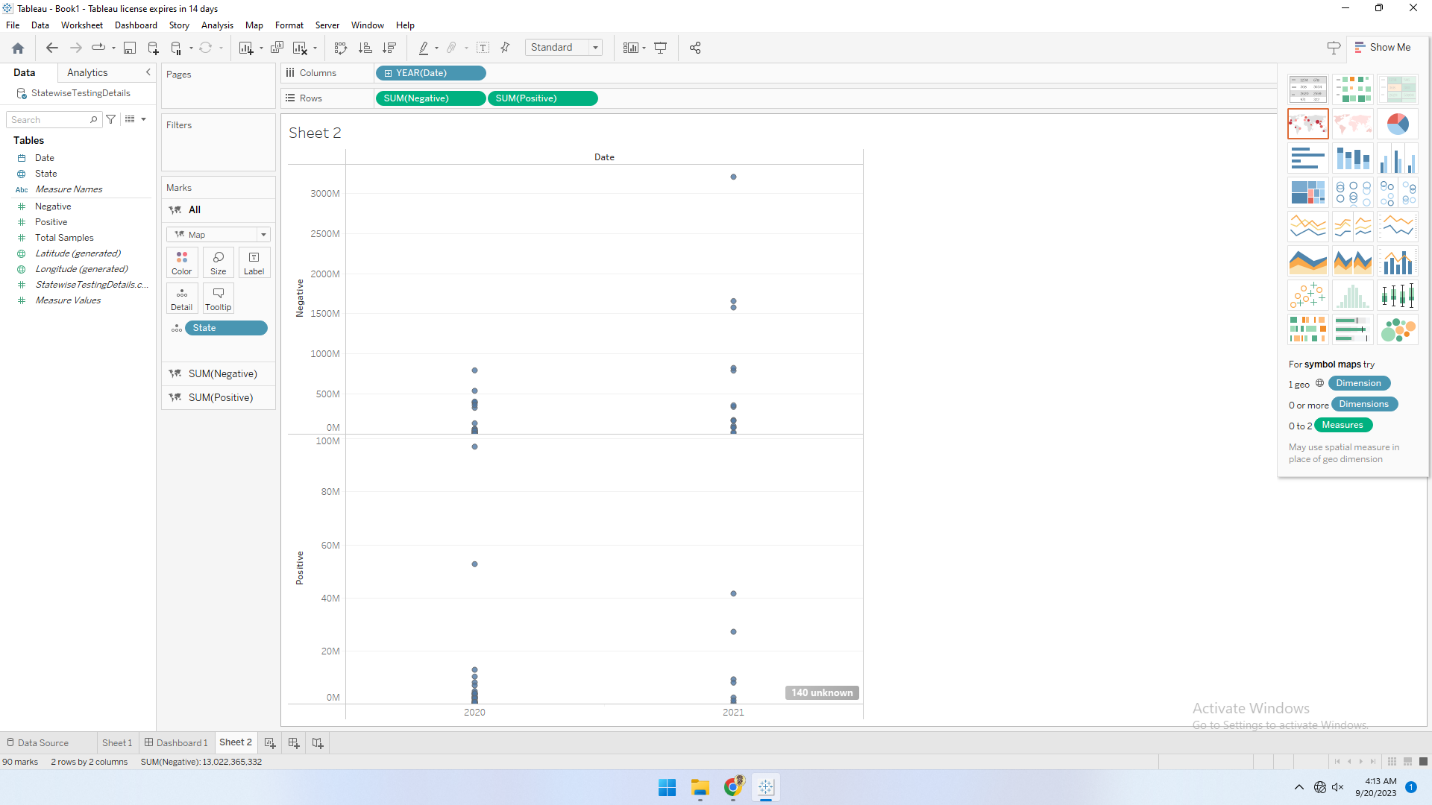 Tableau - Book1 - Tableau license expires in 14 days
File Data Worksheet Dashboard Story Analysis Map Format Server Window Help
Standard
Show Me
Data Analytics
StatewiseTestingDetails
Search
Tables
Date
State
Abc Measure Names
Negative
Positive
Total Samples
Latitude (generated)
Longitude (generated)
StatewiseTestingDetails.c...
Measure Values
Pages
Filters
Marks
All
Map
Color Size Label
Detail Tooltip
State
SUM(Negative)
SUM(Positive)
Columns YEAR(Date)
Rows SUM(Negative) SUM(Positive)
Sheet 2
Date
Negative
3000M
2500M
2000M
1500M
1000M
500M
0M
Positive
100M
80M
60M
40M
20M
0M
140 unknown
2020 2021
For symbol maps try
1 geo Dimension
0 or more Dimensions
0 to 2 Measures
May use spatial measure in
place of geo dimension
Activate Windows
Go to Settings to activate Windows.
Data Source Sheet 1 Dashboard 1 Sheet 2
90 marks 2 rows by 2 columns SUM(Negative): 13.022.365.332
4:13 AM
9/20/2023
1